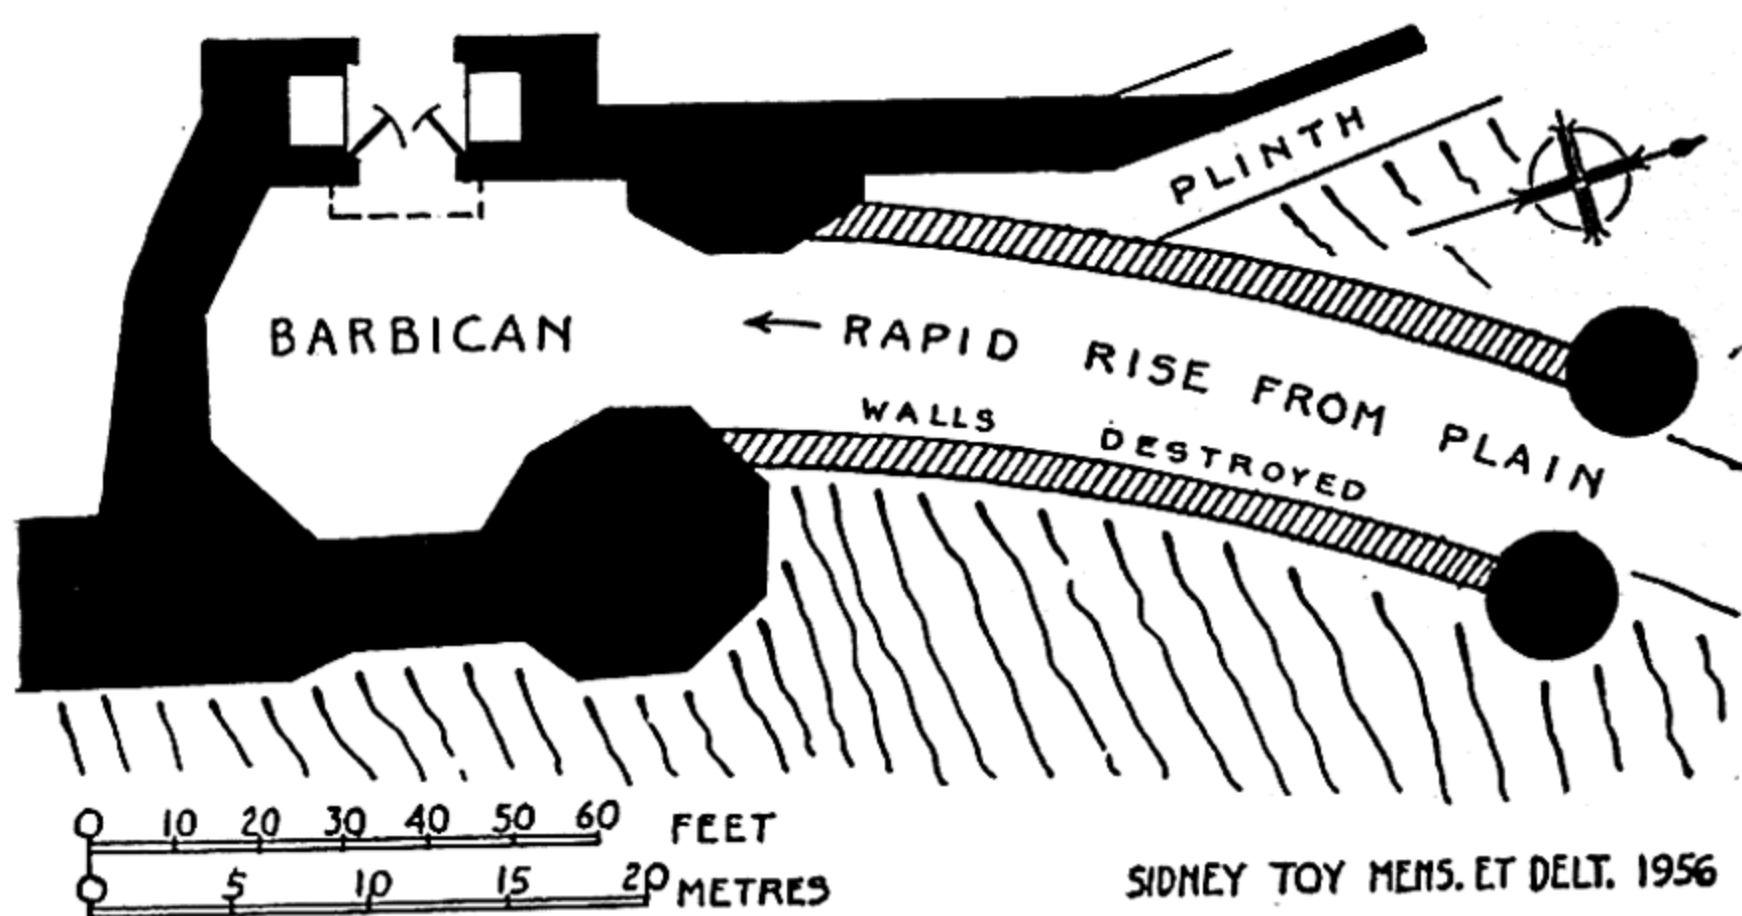 PLINTH
BARBICAN
← RAPID RISE FROM PLAIN
WALLS DESTROYED
0 10 20 30 40 50 60 FEET
0 5 10 15 20 METRES
SIDNEY TOY MENS. ET DELT. 1956